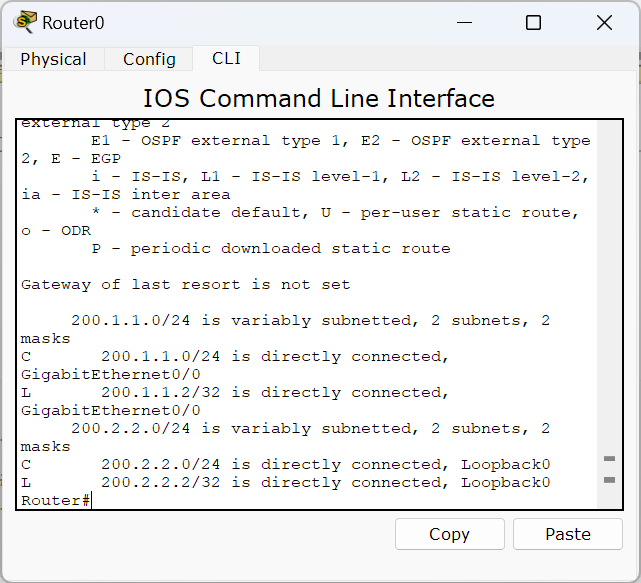 Router0
Physical Config CLI
IOS Command Line Interface
external type 2
E1 - OSPF external type 1, E2 - OSPF external type
2, E - EGP
i - IS-IS, L1 - IS-IS level-1, L2 - IS-IS level-2,
ia - IS-IS inter area
* - candidate default, U - per-user static route,
o - ODR
P - periodic downloaded static route
Gateway of last resort is not set
200.1.1.0/24 is variably subnetted, 2 subnets, 2
masks
C 200.1.1.0/24 is directly connected,
GigabitEthernet0/0
L 200.1.1.2/32 is directly connected,
GigabitEthernet0/0
200.2.2.0/24 is variably subnetted, 2 subnets, 2
masks
C 200.2.2.0/24 is directly connected, Loopback0
L 200.2.2.2/32 is directly connected, Loopback0
Router#
Copy Paste